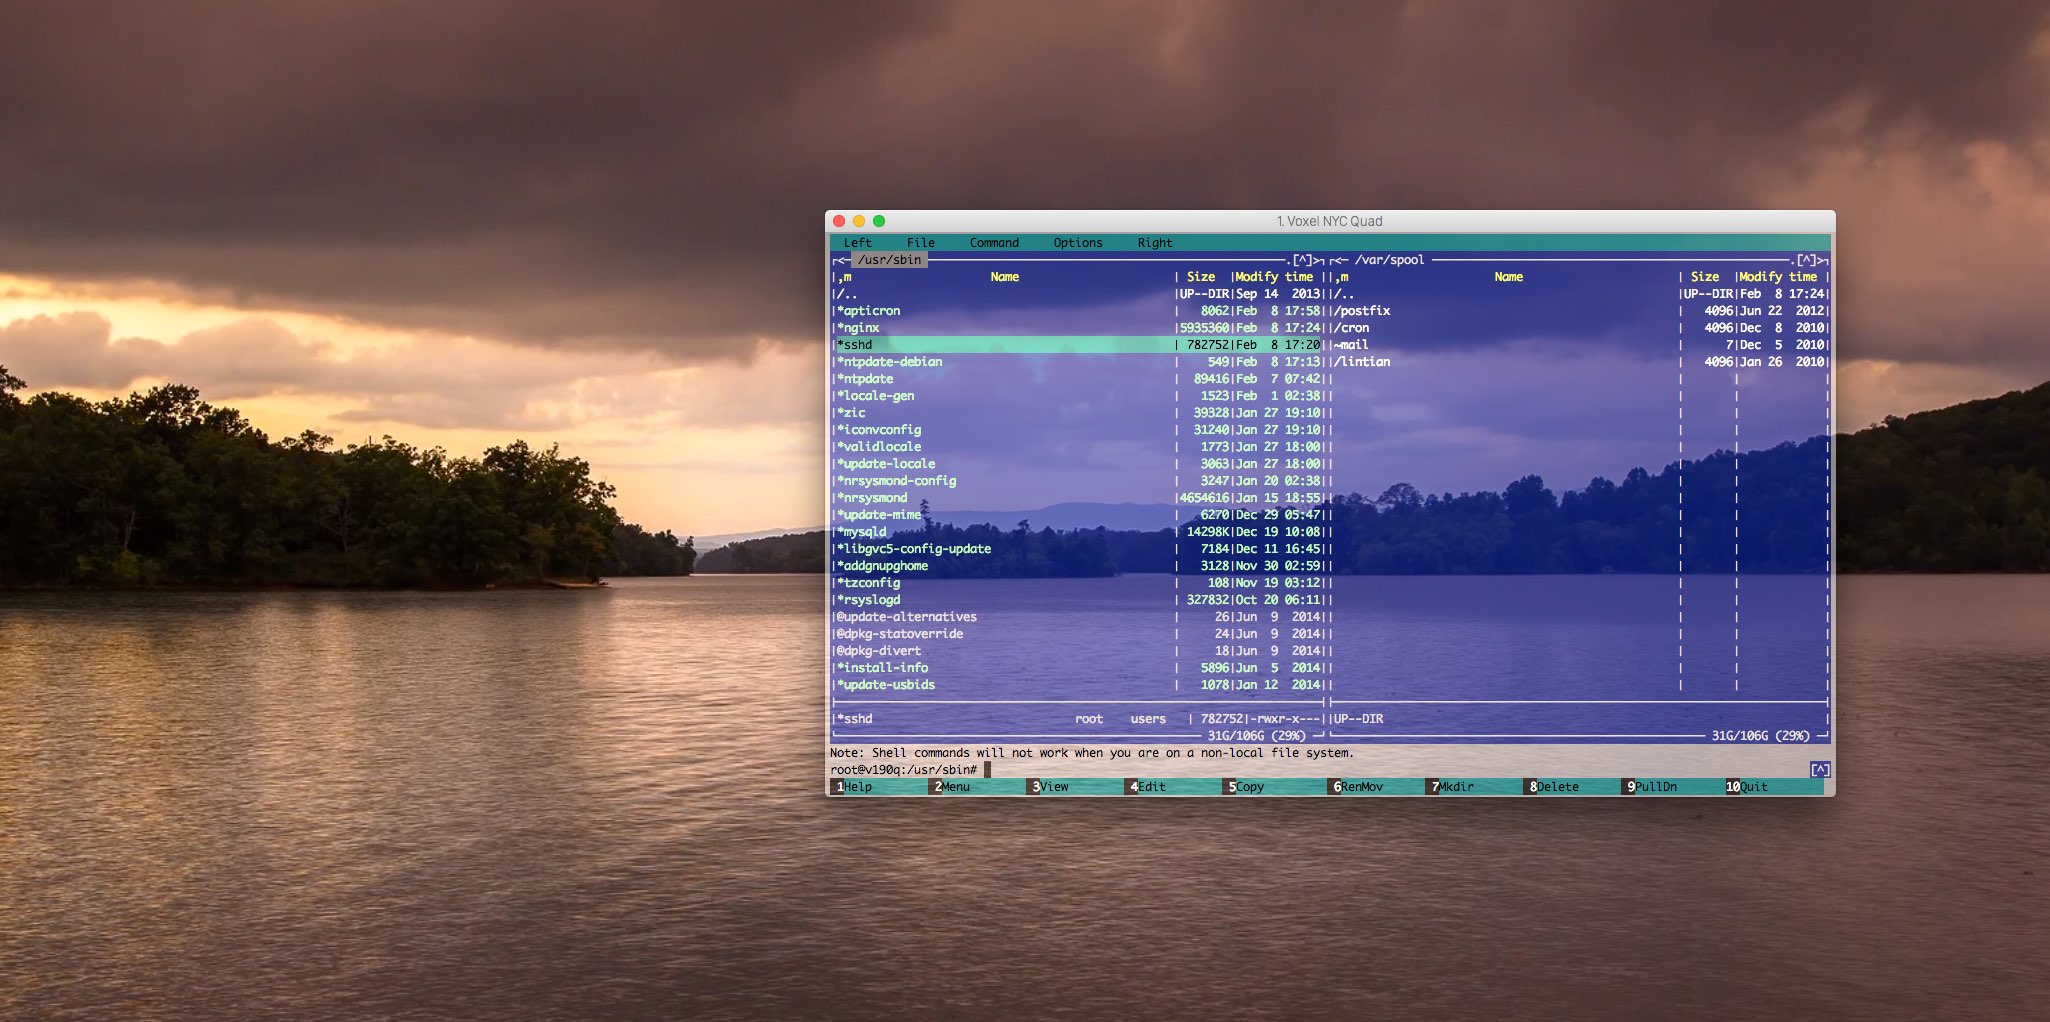 1. Voxel NYC Quad
Left File Command Options Right
<─ /usr/sbin ─.[^]> <─ /var/spool ─.[^]>
,m Name | Size |Modify time ||,m Name | Size |Modify time |
/.. |UP--DIR|Sep 14 2013||/.. |UP--DIR|Feb 8 17:24|
*apticron | 8062|Feb 8 17:58||/postfix | 4096|Jun 22 2012|
*nginx |5935360|Feb 8 17:24||/cron | 4096|Dec 8 2010|
*sshd | 782752|Feb 8 17:20||~mail | 7|Dec 5 2010|
*ntpdate-debian | 549|Feb 8 17:13||/lintian | 4096|Jan 26 2010|
*ntpdate | 89416|Feb 7 07:42||
*locale-gen | 1523|Feb 1 02:38||
*zic | 39328|Jan 27 19:10||
*iconvconfig | 31240|Jan 27 19:10||
*validlocale | 1773|Jan 27 18:00||
*update-locale | 3063|Jan 27 18:00||
*nrsysmond-config | 3247|Jan 20 02:38||
*nrsysmond |4654616|Jan 15 18:55||
*update-mime | 6270|Dec 29 05:47||
*mysqld | 14298K|Dec 19 10:08||
*libgvc5-config-update | 7184|Dec 11 16:45||
*addgnupghome | 3128|Nov 30 02:59||
*tzconfig | 108|Nov 19 03:12||
*rsyslogd | 327832|Oct 20 06:11||
@update-alternatives | 26|Jun 9 2014||
@dpkg-statoverride | 24|Jun 9 2014||
@dpkg-divert | 18|Jun 9 2014||
*install-info | 5896|Jun 5 2014||
*update-usbids | 1078|Jan 12 2014||
*sshd root users | 782752|-rwxr-x---||UP--DIR
31G/106G (29%) 31G/106G (29%)
Note: Shell commands will not work when you are on a non-local file system.
root@v190q:/usr/sbin# [^]
1Help 2Menu 3View 4Edit 5Copy 6RenMov 7Mkdir 8Delete 9PullDn 10Quit